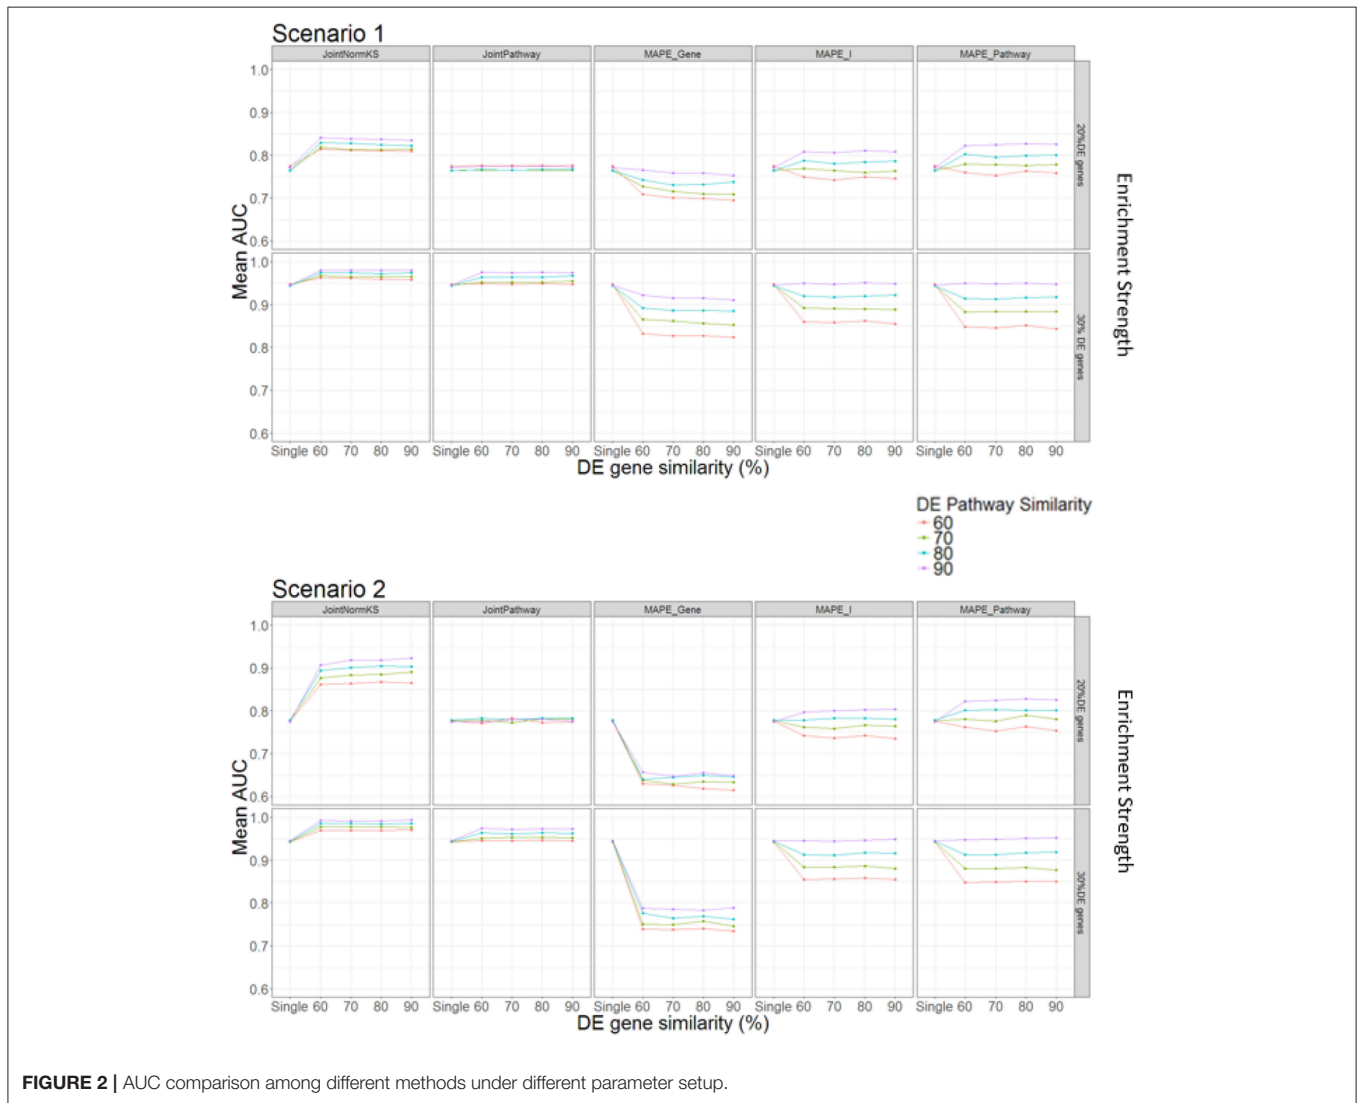 Scenario 1
JointNormKS JointPathway MAPE_Gene MAPE_I MAPE_Pathway
1.0
0.9
0.8
0.7
0.6
20%DE genes
1.0
0.9
0.8
0.7
0.6
30% DE genes
Mean AUC
Enrichment Strength
Single 60 70 80 90 Single 60 70 80 90 Single 60 70 80 90 Single 60 70 80 90 Single 60 70 80 90
DE gene similarity (%)
DE Pathway Similarity
60
70
80
90
Scenario 2
JointNormKS JointPathway MAPE_Gene MAPE_I MAPE_Pathway
1.0
0.9
0.8
0.7
0.6
20%DE genes
1.0
0.9
0.8
0.7
0.6
30%DE genes
Mean AUC
Enrichment Strength
Single 60 70 80 90 Single 60 70 80 90 Single 60 70 80 90 Single 60 70 80 90 Single 60 70 80 90
DE gene similarity (%)
FIGURE 2 | AUC comparison among different methods under different parameter setup.